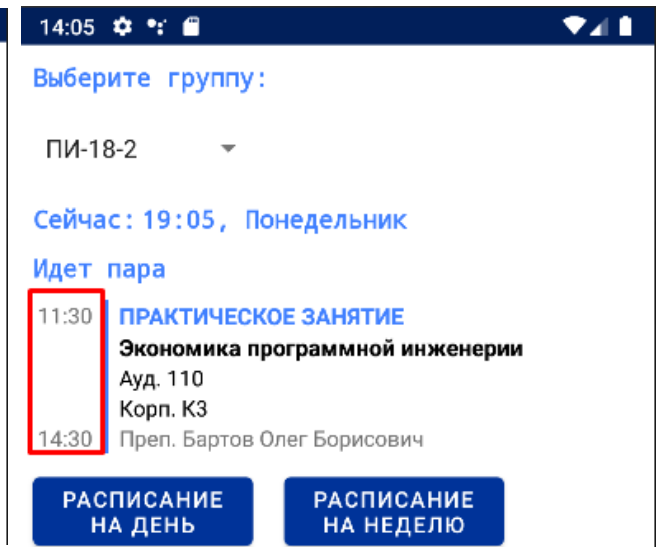 14:05
Выберите группу:
ПИ-18-2
Сейчас: 19:05, Понедельник
Идет пара
11:30 ПРАКТИЧЕСКОЕ ЗАНЯТИЕ
Экономика программной инженерии
Ауд. 110
Корп. К3
14:30 Преп. Бартов Олег Борисович
РАСПИСАНИЕ
НА ДЕНЬ
РАСПИСАНИЕ
НА НЕДЕЛЮ